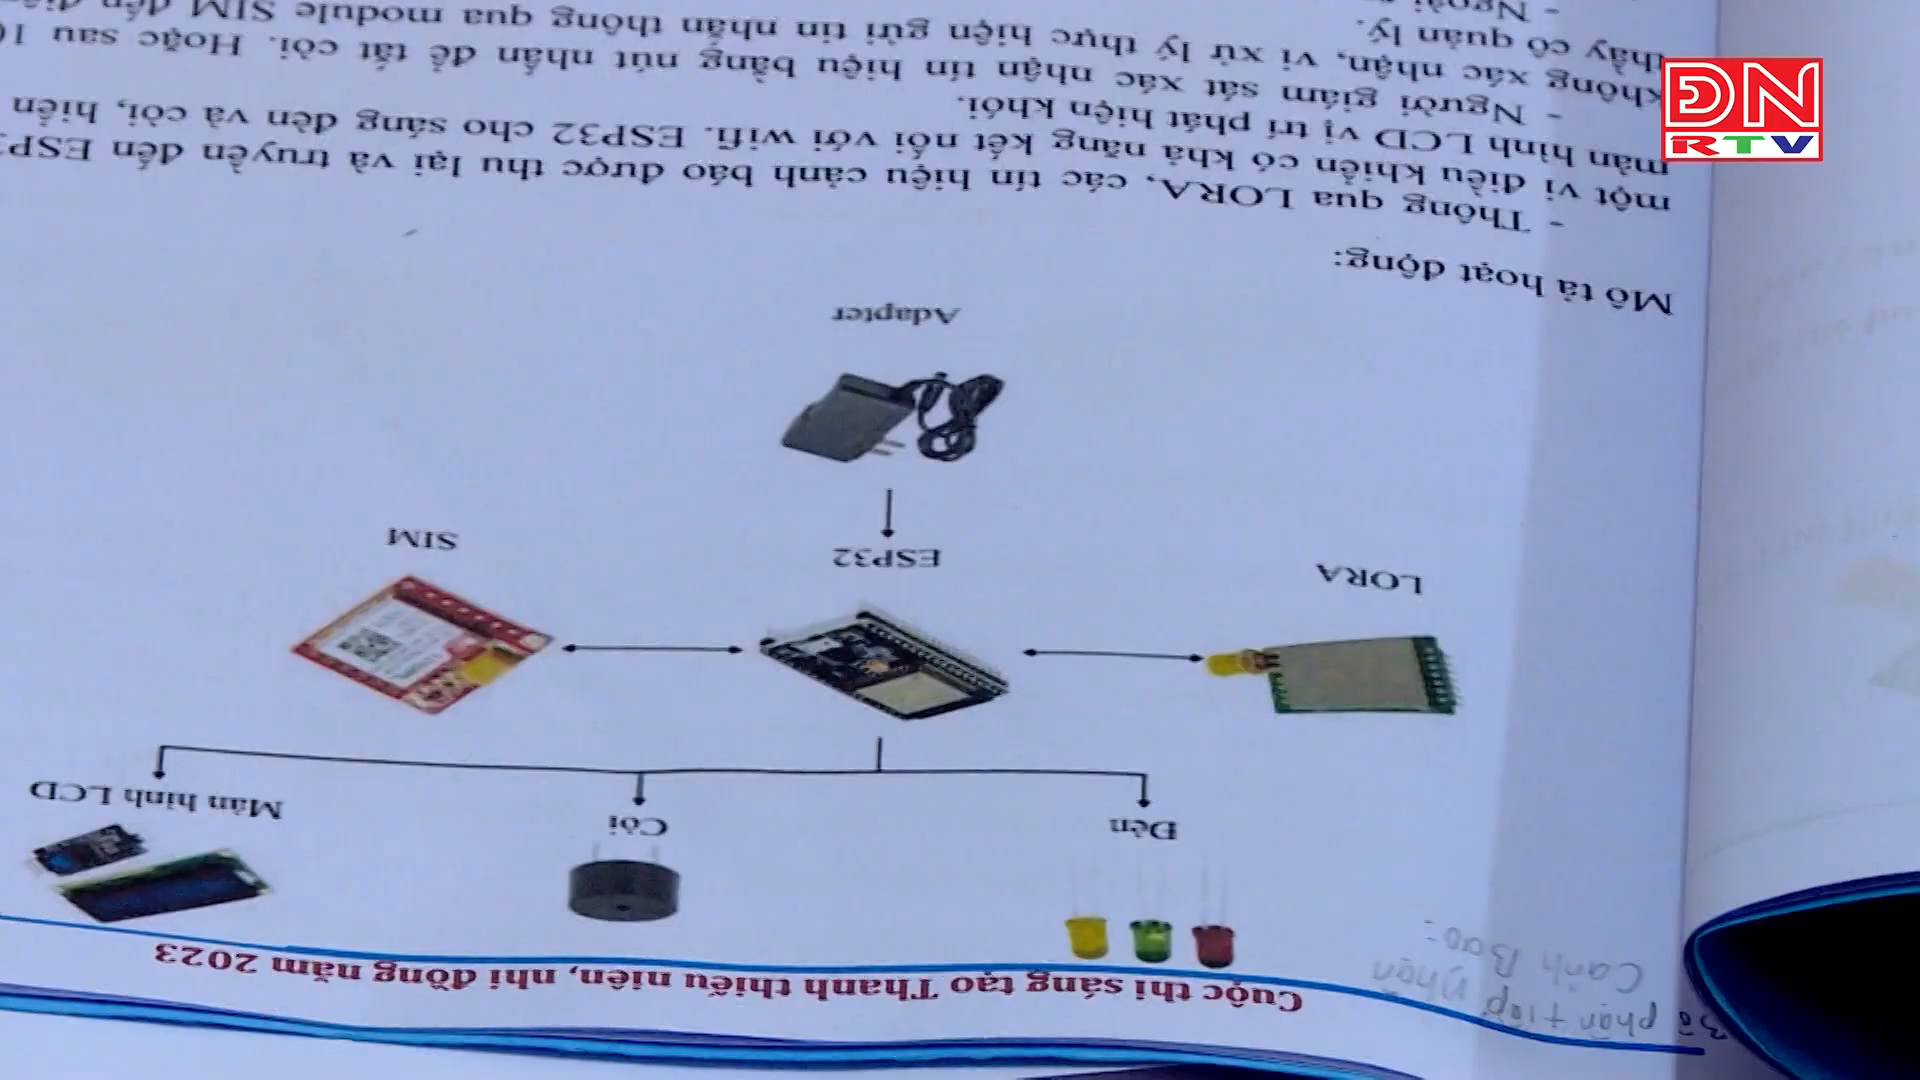 ĐN
RTV
Bộ phận tiếp nhận
Cảnh Báo:
Cuộc thi sáng tạo Thanh thiếu niên, nhi đồng năm 2023
Đèn
Còi
Màn hình LCD
LORA
ESP32
SIM
Adapter
Mô tả hoạt động:
- Thông qua LORA, các tín hiệu cảnh báo được thu lại và truyền đến
một vi điều khiển có khả năng kết nối với wifi. ESP32 cho sáng đèn và còi, hiển
màn hình LCD vị trí phát hiện khói.
- Người giám sát xác nhận tín hiệu bằng nút nhấn để tắt còi. Hoặc sau
không xác nhận, vi xử lý thực hiện gửi tin nhắn thông qua module SIM đến
thầy cô quản lý.